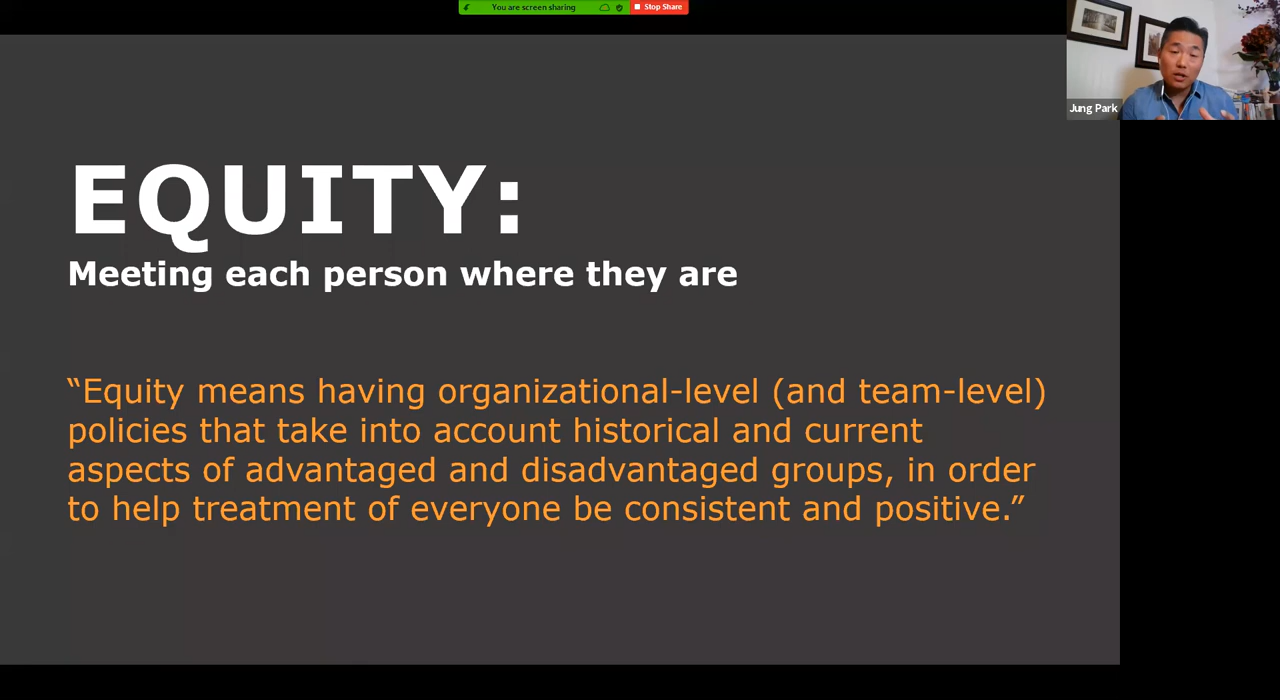 You are screen sharing
Stop Share
Jung Park
EQUITY:
Meeting each person where they are
“Equity means having organizational-level (and team-level)
policies that take into account historical and current
aspects of advantaged and disadvantaged groups, in order
to help treatment of everyone be consistent and positive.”